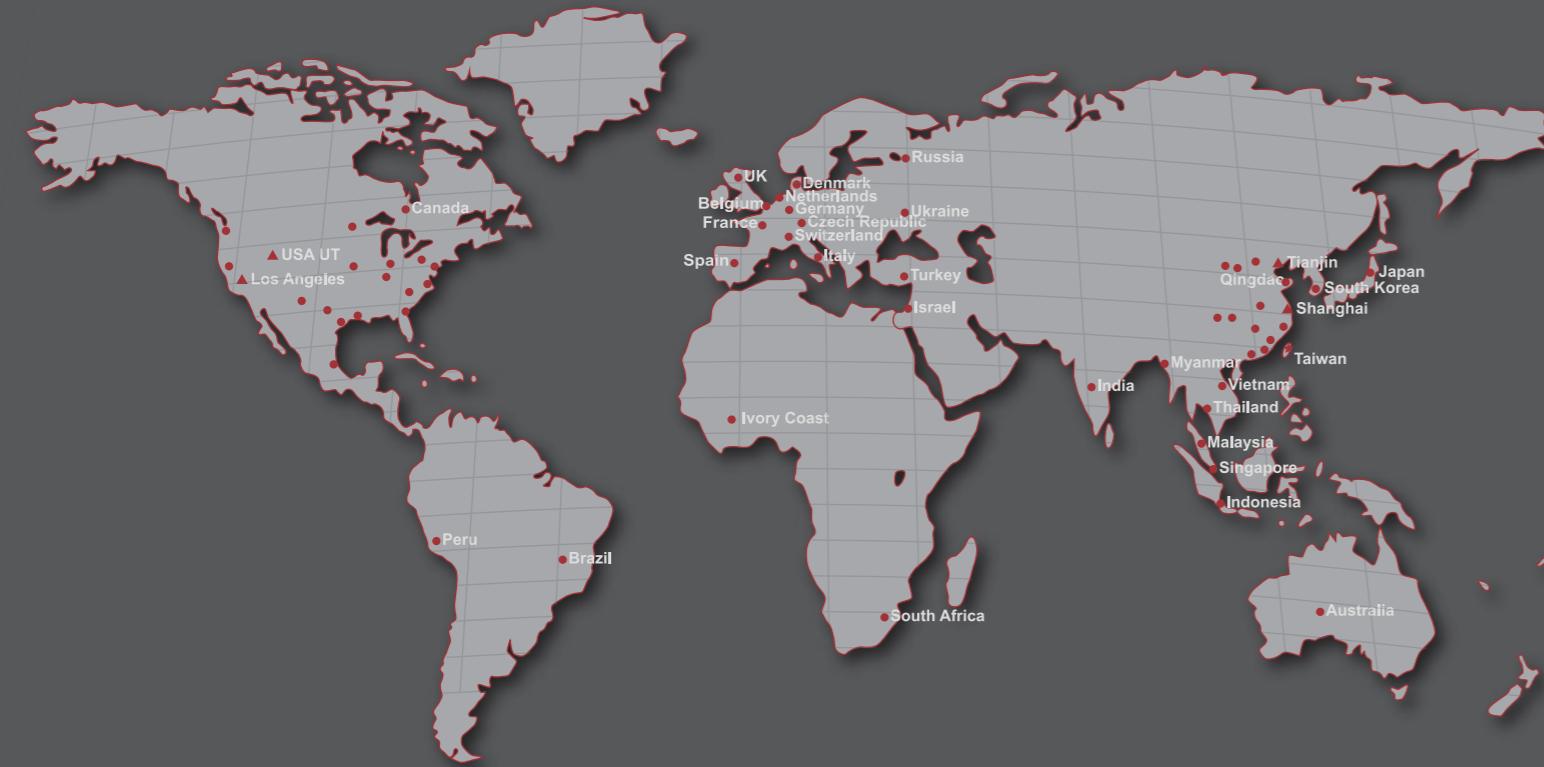 Russia
UK
Denmark
Netherlands
Belgium
Germany
Canada
Ukraine
France
Czech Republic
Switzerland
USA UT
Italy
Spain
Tianjin
Los Angeles
Turkey
Japan
Qingdao
South Korea
Israel
Shanghai
Taiwan
Myanmar
India
Vietnam
Thailand
Ivory Coast
Malaysia
Singapore
Indonesia
Peru
Brazil
Australia
South Africa